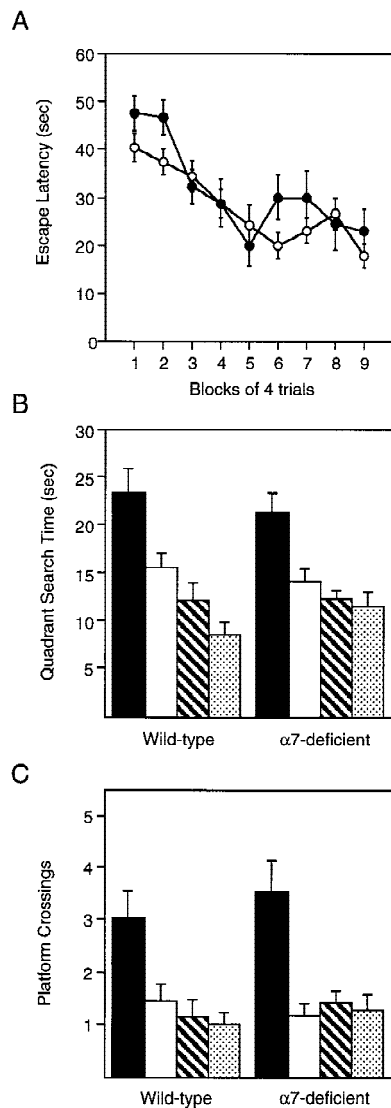 A
Escape Latency (sec)
60
50
40
30
20
10
0
1 2 3 4 5 6 7 8 9
Blocks of 4 trials
B
Quadrant Search Time (sec)
30
25
20
15
10
5
Wild-type α7-deficient
C
Platform Crossings
5
4
3
2
1
Wild-type α7-deficient